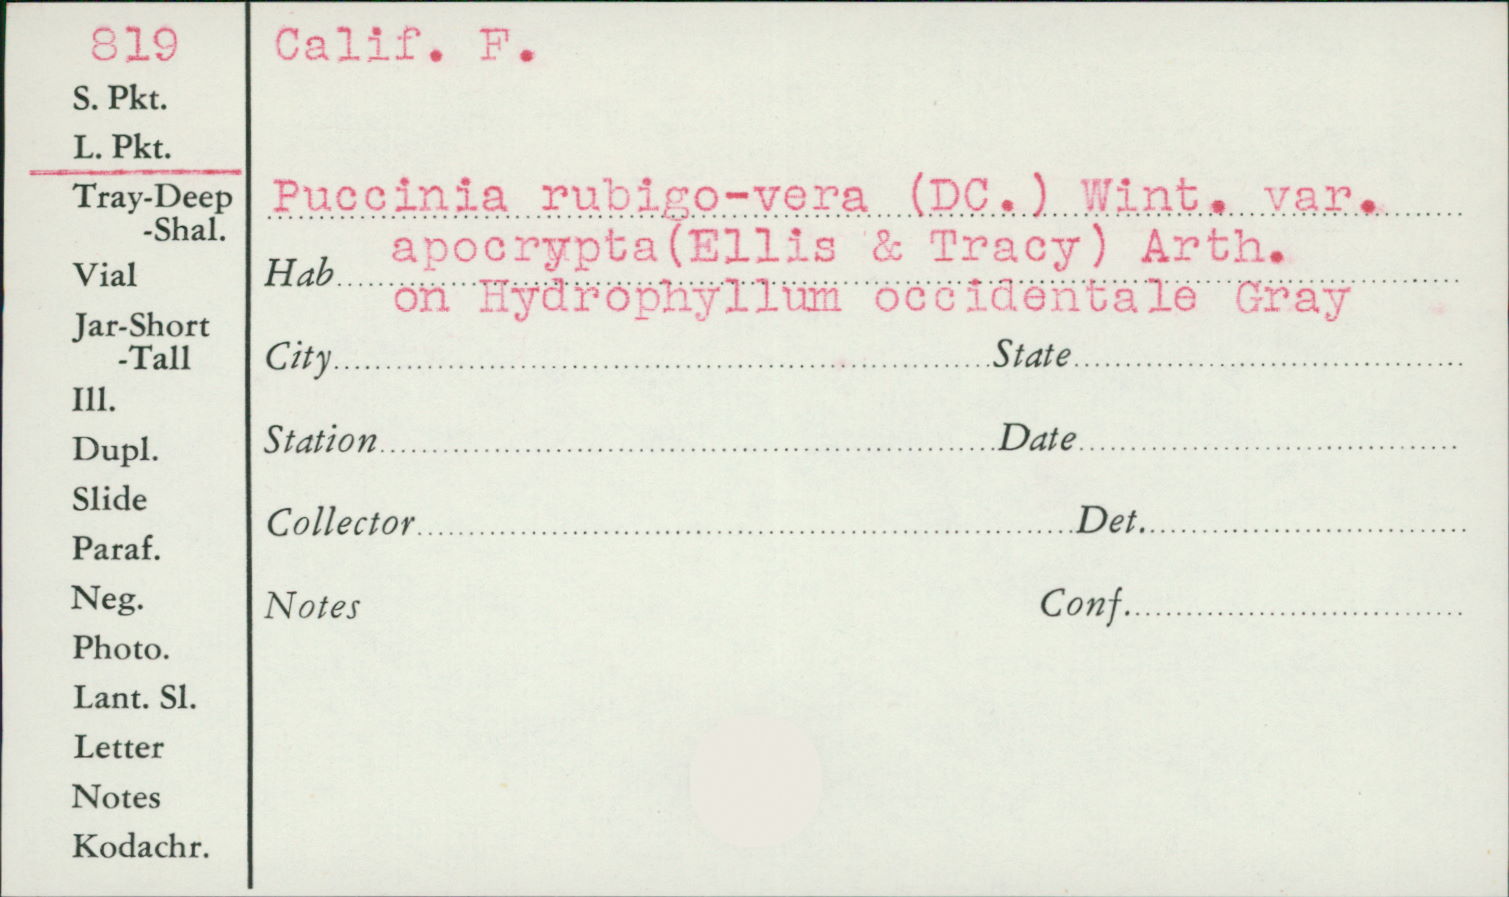 819
S. Pkt.
L. Pkt.
Tray-Deep
-Shal.
Vial
Jar-Short
-Tall
Ill.
Dupl.
Slide
Paraf.
Neg.
Photo.
Lant. Sl.
Letter
Notes
Kodachr.
Calif. F.
Puccinia rubigo-vera (DC.) Wint. var.
apocrypta(Ellis & Tracy) Arth.
Hab
on Hydrophyllum occidentale Gray
City State
Station Date
Collector Det.
Notes Conf.